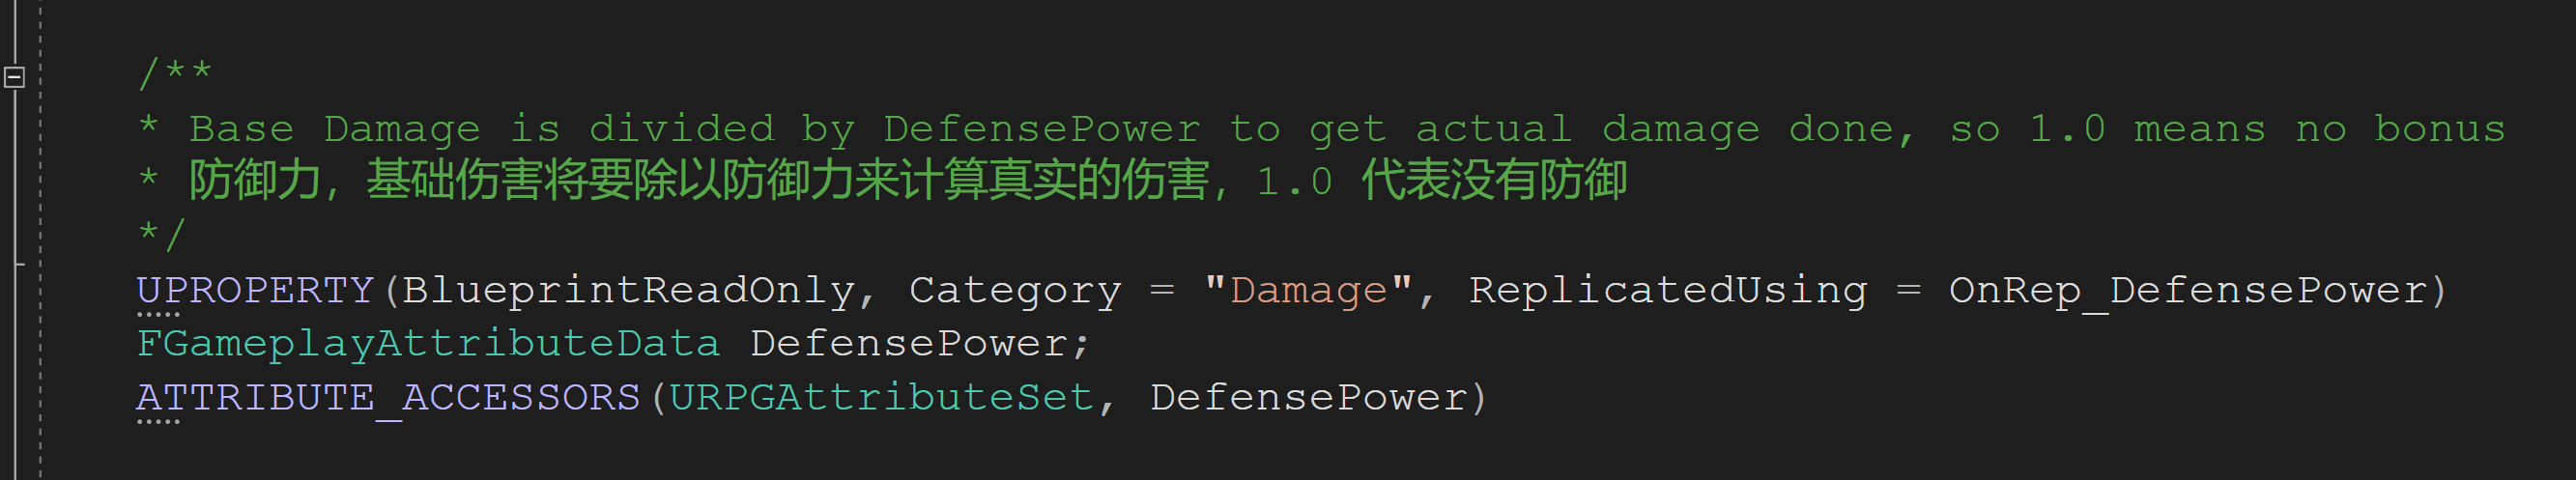 /**
* Base Damage is divided by DefensePower to get actual damage done, so 1.0 means no bonus
* 防御力，基础伤害将要除以防御力来计算真实的伤害，1.0 代表没有防御
*/
UPROPERTY(BlueprintReadOnly, Category = "Damage", ReplicatedUsing = OnRep_DefensePower)
FGameplayAttributeData DefensePower;
ATTRIBUTE_ACCESSORS(URPGAttributeSet, DefensePower)